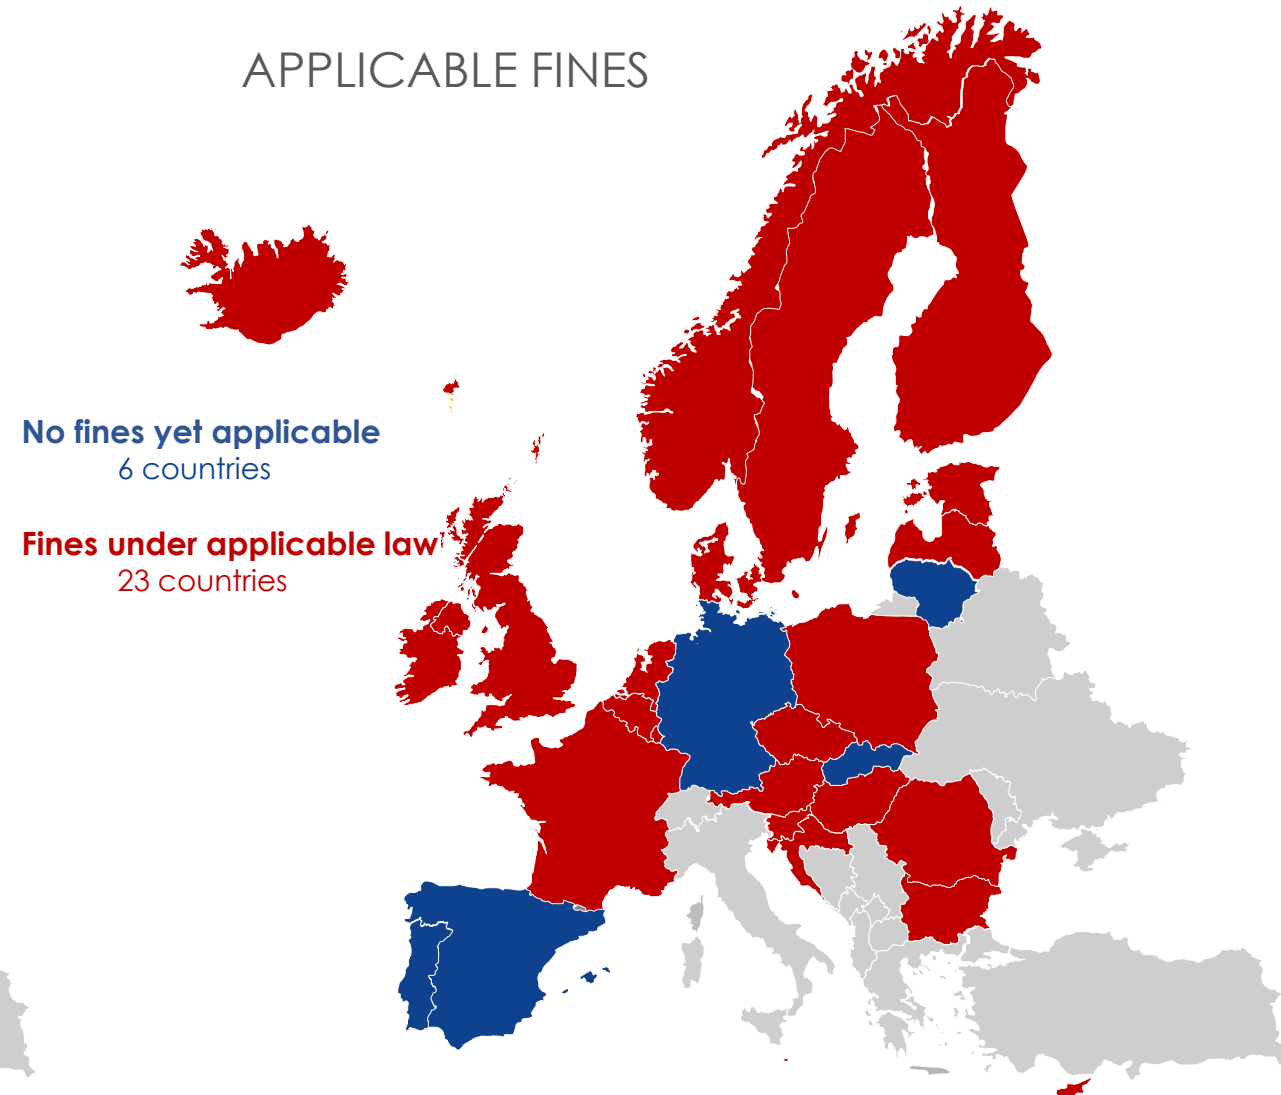 APPLICABLE FINES
No fines yet applicable
6 countries
Fines under applicable law
23 countries